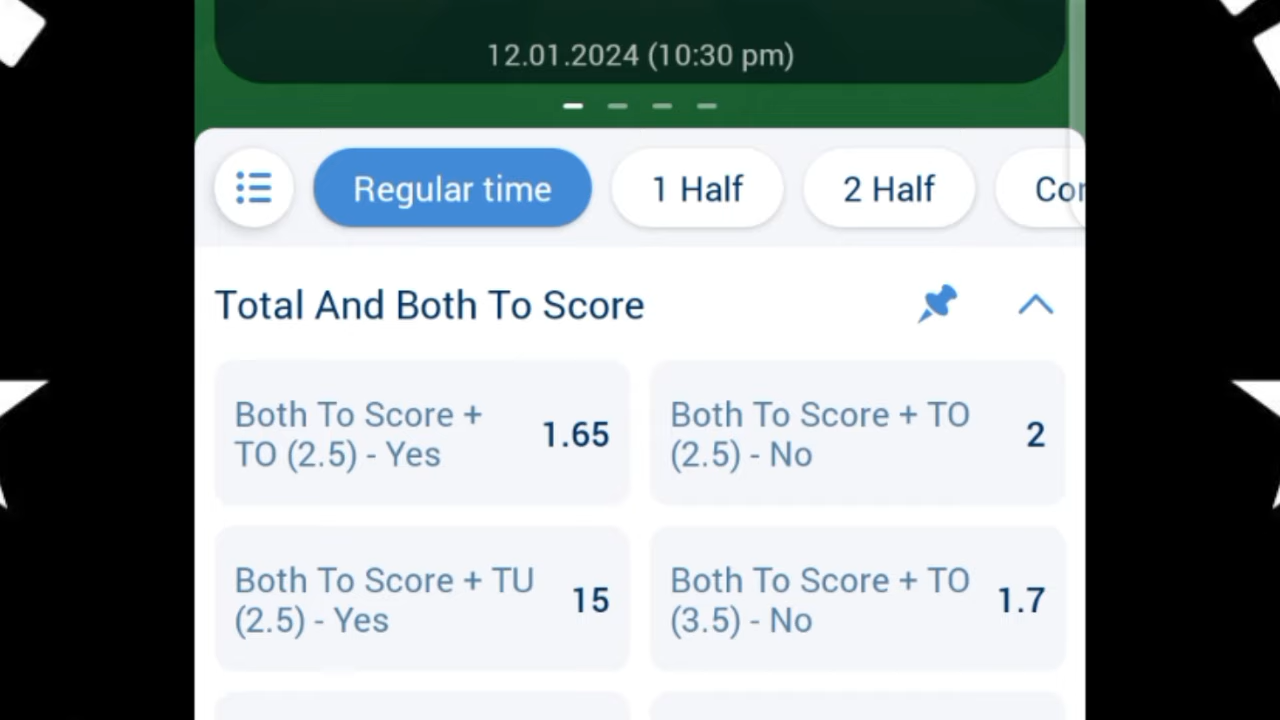 12.01.2024 (10:30 pm)
Regular time
1 Half
2 Half
Total And Both To Score
Both To Score +
TO (2.5) - Yes
1.65
Both To Score + TO
(2.5) - No
2
Both To Score + TU
(2.5) - Yes
15
Both To Score + TO
(3.5) - No
1.7